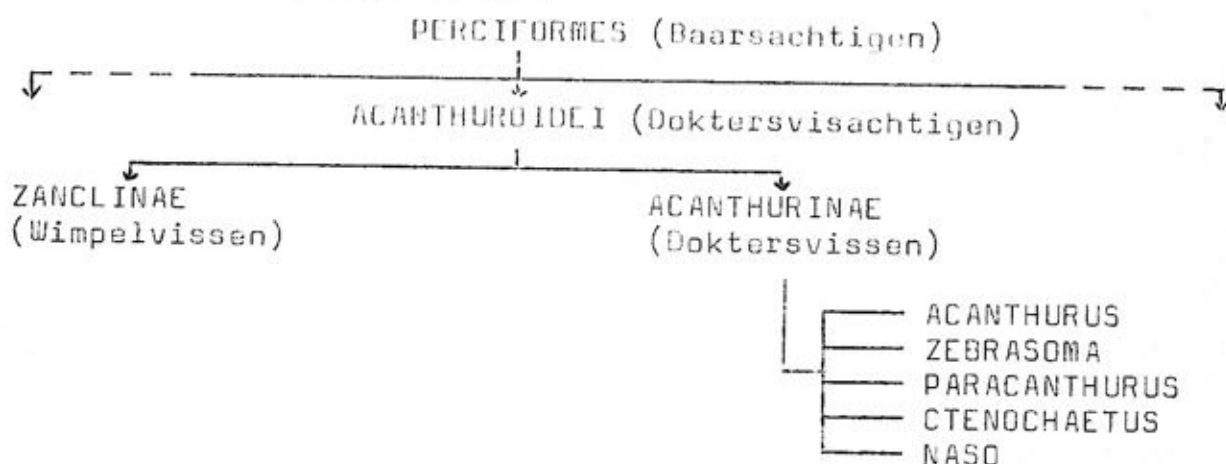 PERCIFORMES (Baarsachtigen)
ACANTHUROIDEI (Doktersvisachtigen)
ZANCLINAE
(Wimpelvissen)
ACANTHURINAE
(Doktersvissen)
ACANTHURUS
ZEBRASOMA
PARACANTHURUS
CTENOCHAETUS
NASO